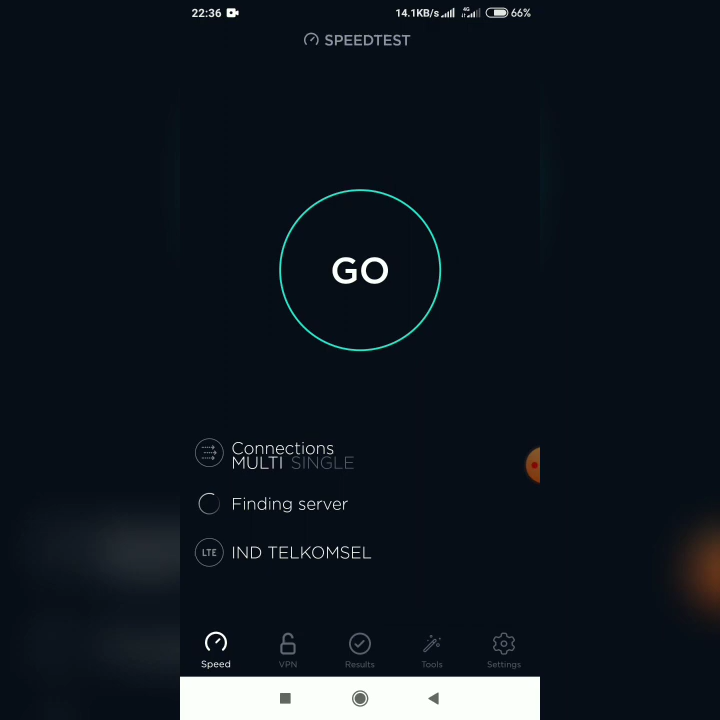 22:36 14.1KB/s 4G 66%
SPEEDTEST
GO
Connections
MULTI SINGLE
Finding server
LTE IND TELKOMSEL
Speed VPN Results Tools Settings